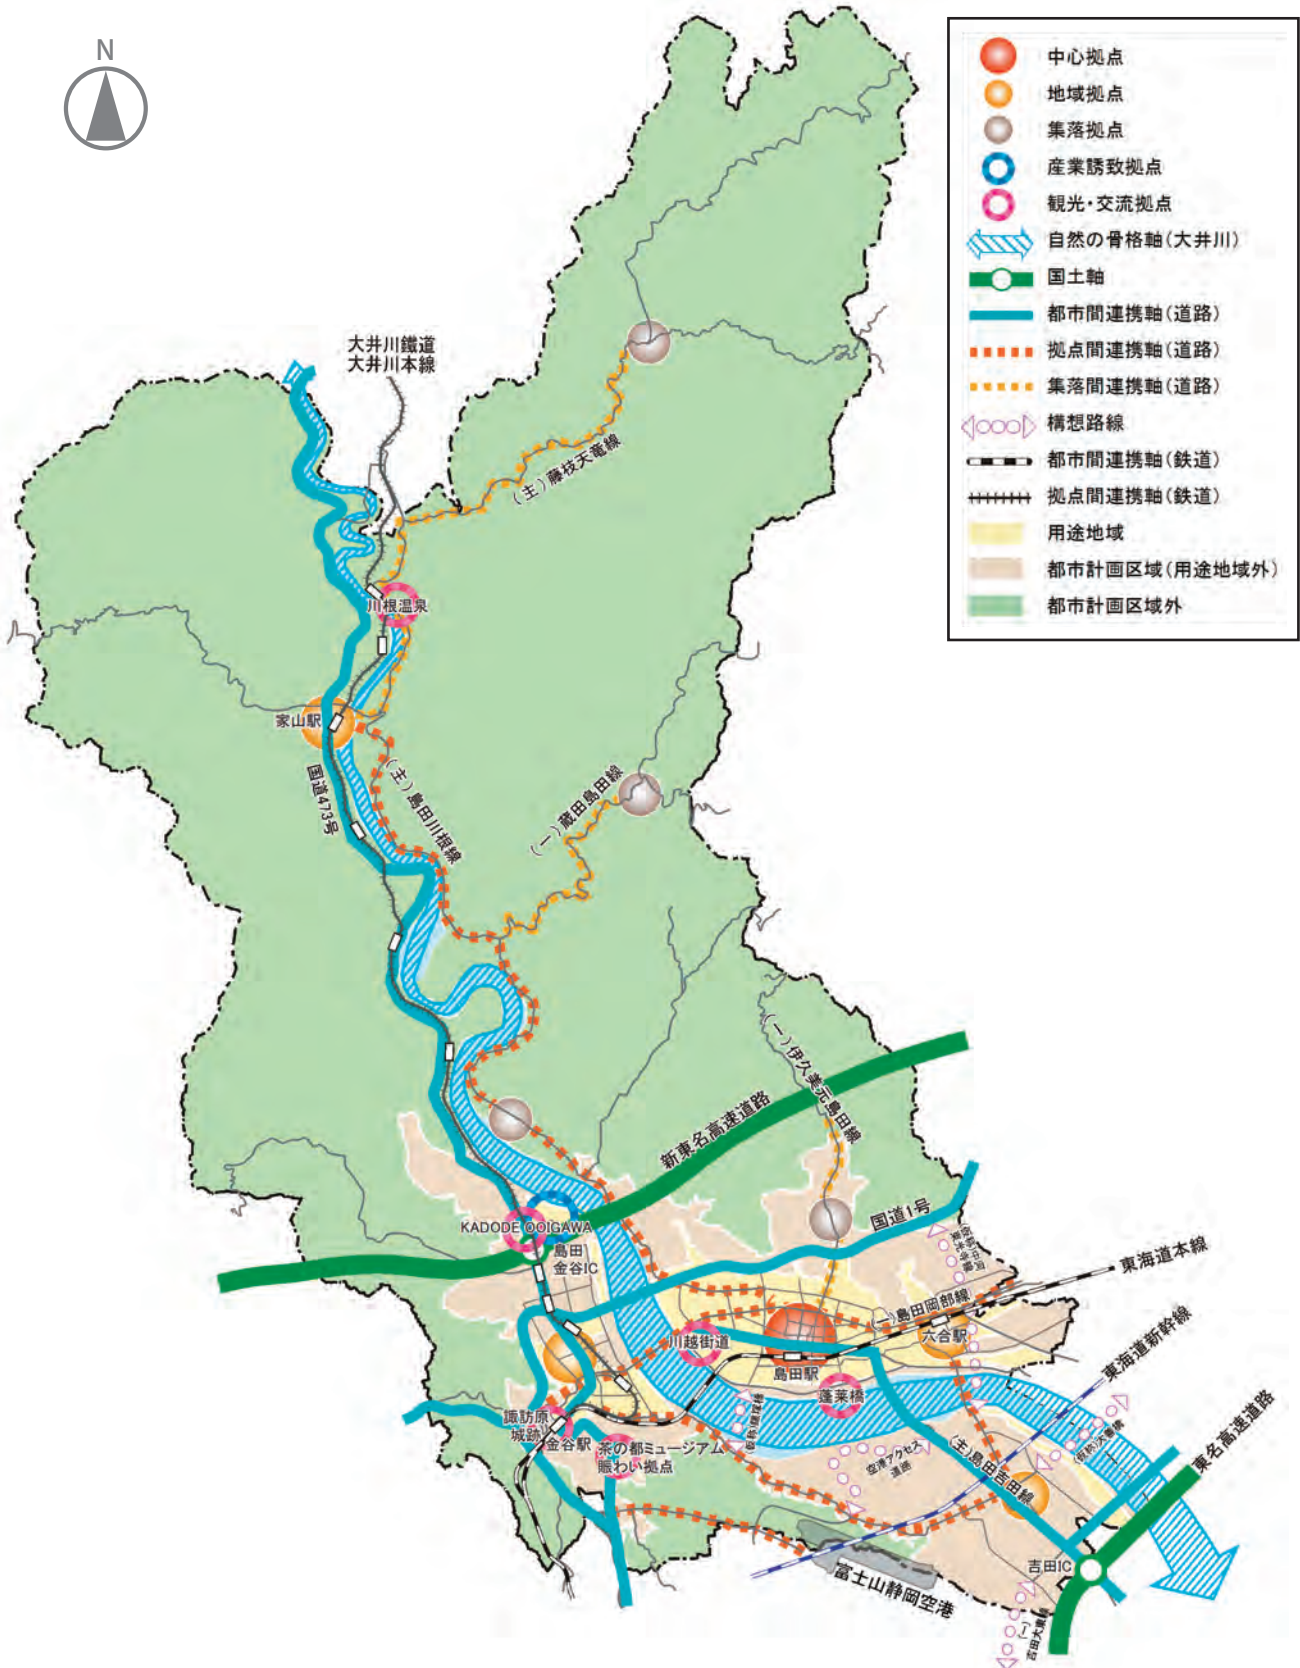 N
中心拠点
地域拠点
集落拠点
産業誘致拠点
観光・交流拠点
自然の骨格軸(大井川)
国土軸
都市間連携軸(道路)
拠点間連携軸(道路)
集落間連携軸(道路)
構想路線
都市間連携軸(鉄道)
拠点間連携軸(鉄道)
用途地域
都市計画区域(用途地域外)
都市計画区域外
大井川鐵道
大井川本線
(主)藤枝天竜線
川根温泉
家山駅
国道473号
(主)島田川根線
(一)蔵田島田線
(一)伊久美元島田線
新東名高速道路
KADODE OOIGAWA
島田
金谷IC
国道1号
東海道本線
(一)島田岡部線
六合駅
川越街道
島田駅
蓬莱橋
東海道新幹線
東名高速道路
諏訪原
城跡
金谷駅
茶の都ミュージアム
賑わい拠点
空港アクセス
道路
(主)島田吉田線
(仮称)大善橋
吉田IC
富士山静岡空港
(一)
吉田大東線